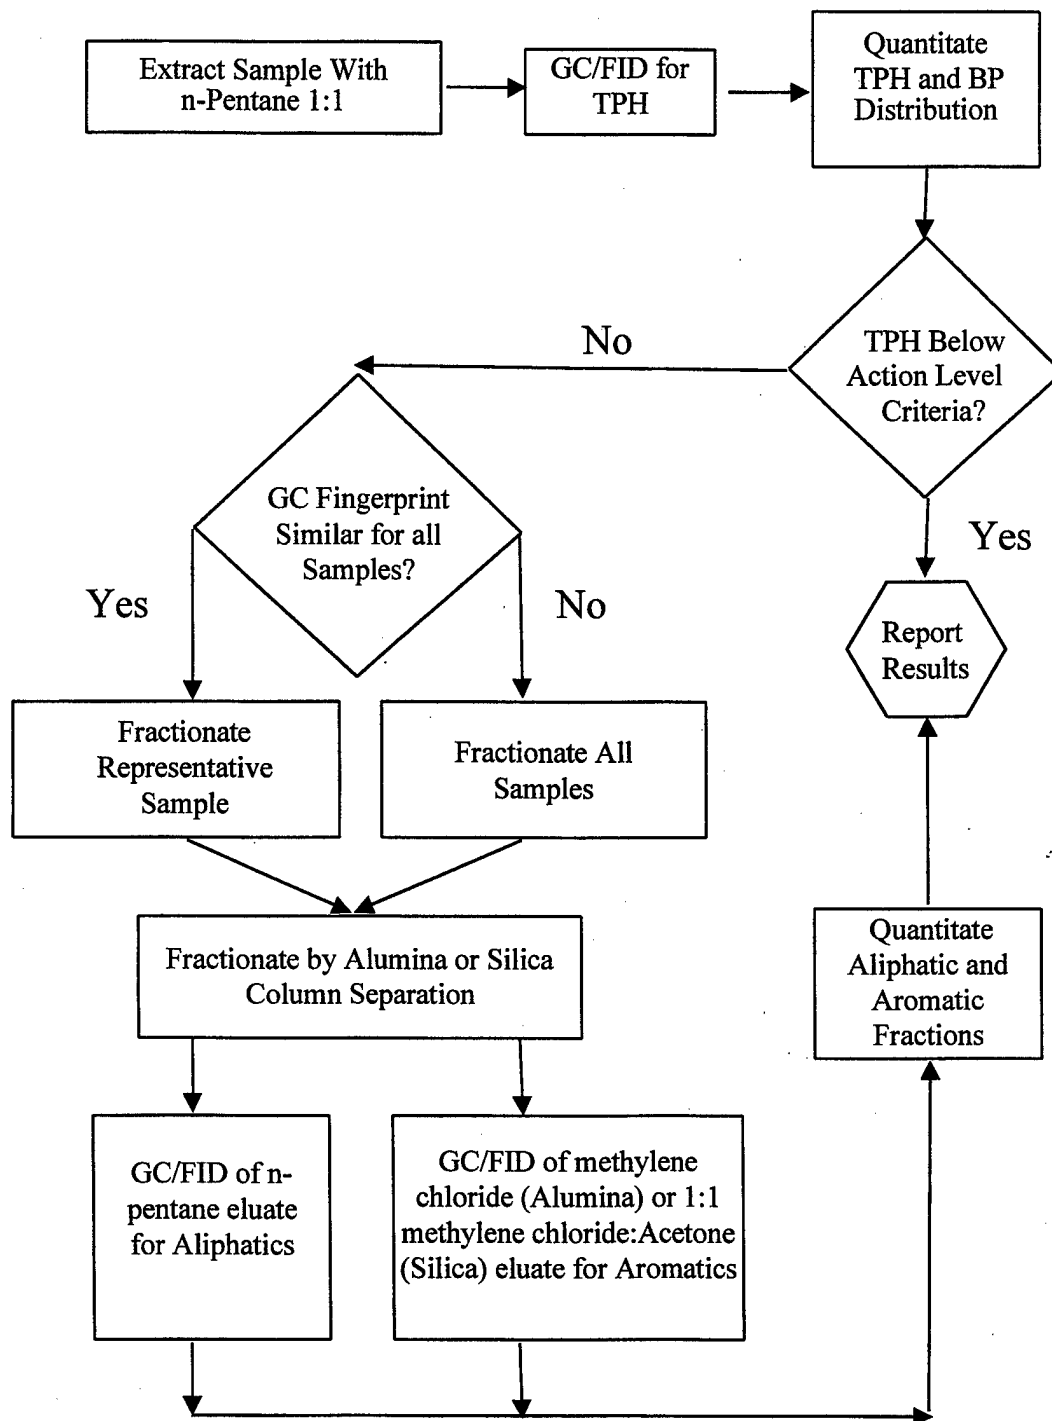 Extract Sample With
n-Pentane 1:1
GC/FID for
TPH
Quantitate
TPH and BP
Distribution
TPH Below
Action Level
Criteria?
No
Yes
GC Fingerprint
Similar for all
Samples?
Yes
No
Report
Results
Fractionate
Representative
Sample
Fractionate All
Samples
Fractionate by Alumina or Silica
Column Separation
Quantitate
Aliphatic and
Aromatic
Fractions
GC/FID of n-
pentane eluate
for Aliphatics
GC/FID of methylene
chloride (Alumina) or 1:1
methylene chloride:Acetone
(Silica) eluate for Aromatics